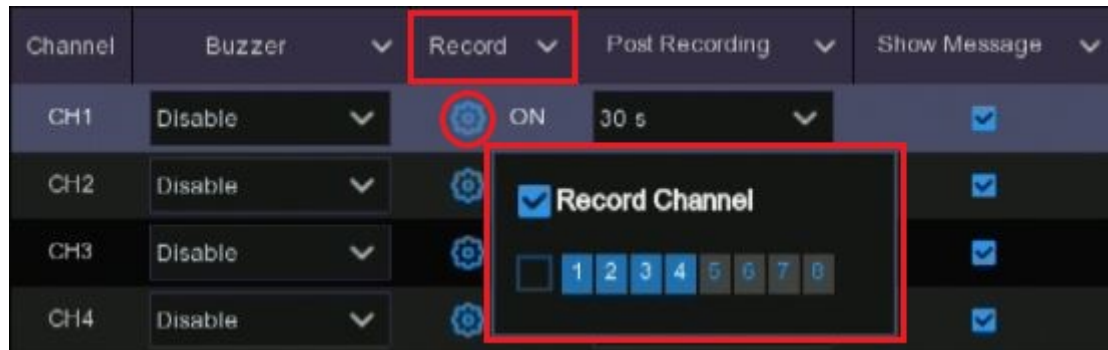 Channel Buzzer Record Post Recording Show Message
CH1 Disable ON 30 s
CH2 Disable
Record Channel
CH3 Disable
1 2 3 4 5 6 7 8
CH4 Disable